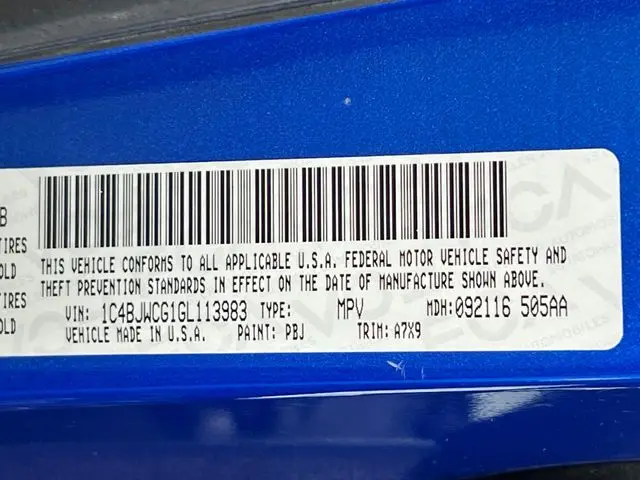 B
TIRES
OLD
TIRES
OLD
THIS VEHICLE CONFORMS TO ALL APPLICABLE U.S.A. FEDERAL MOTOR VEHICLE SAFETY AND
THEFT PREVENTION STANDARDS IN EFFECT ON THE DATE OF MANUFACTURE SHOWN ABOVE.
VIN: 1C4BJWCG1GL113983 TYPE: MPV MDH:092116 505AA
VEHICLE MADE IN U.S.A. PAINT: PBJ TRIM: A7X9